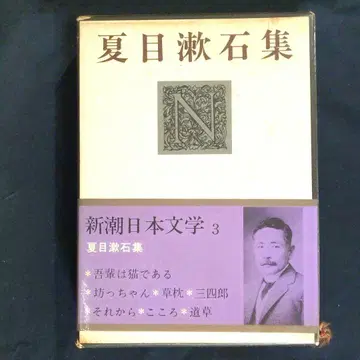 夏目漱石集
N
新潮日本文学 3
夏目漱石集
*吾輩は猫である
*坊っちゃん*草枕*三四郎
*それから*こころ*道草